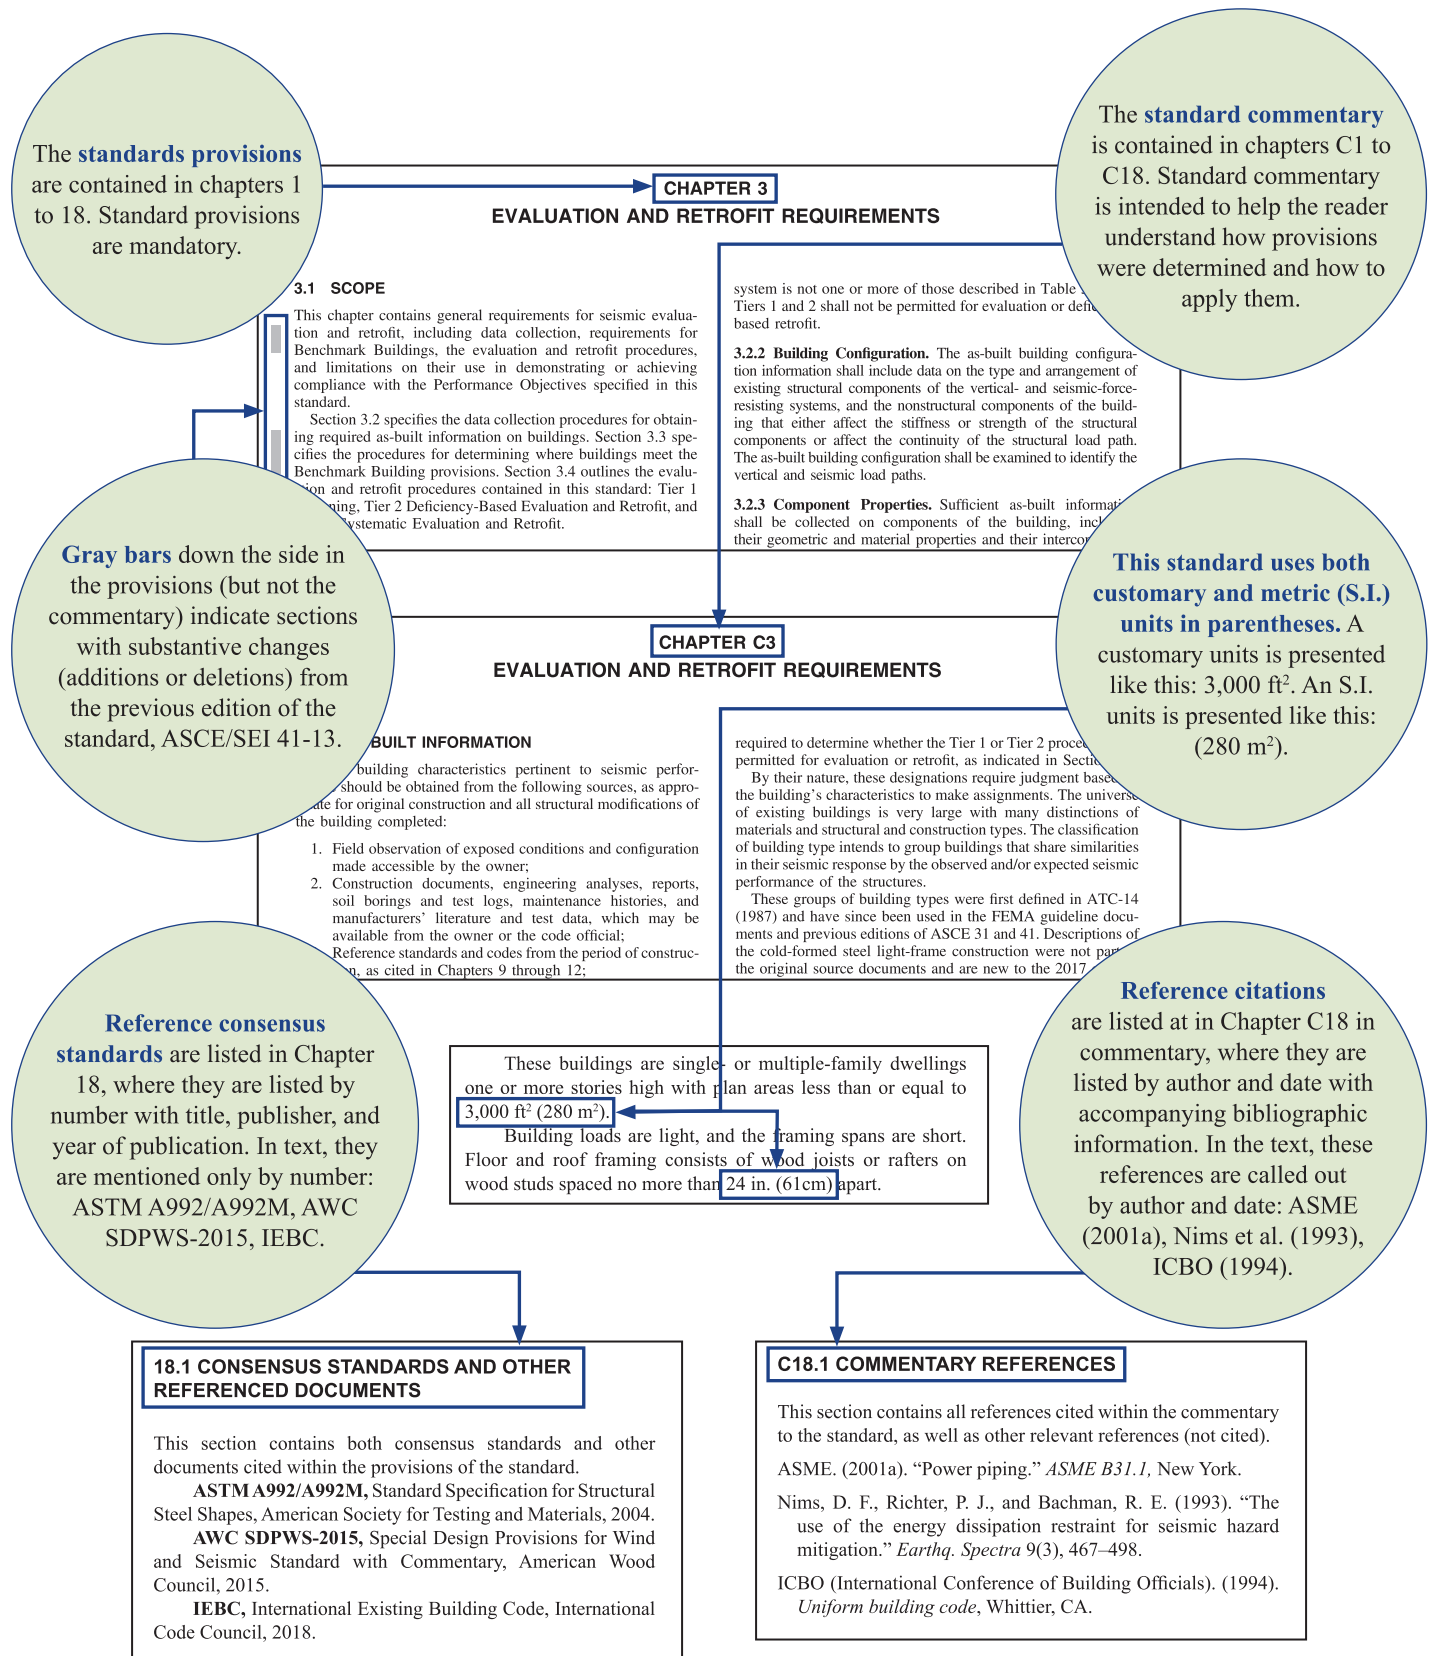 The standards provisions
are contained in chapters 1
to 18. Standard provisions
are mandatory.
The standard commentary
is contained in chapters C1 to
C18. Standard commentary
is intended to help the reader
understand how provisions
were determined and how to
apply them.
CHAPTER 3
EVALUATION AND RETROFIT REQUIREMENTS
3.1 SCOPE
This chapter contains general requirements for seismic evalua-
tion and retrofit, including data collection, requirements for
Benchmark Buildings, the evaluation and retrofit procedures,
and limitations on their use in demonstrating or achieving
compliance with the Performance Objectives specified in this
standard.
Section 3.2 specifies the data collection procedures for obtain-
ing required as-built information on buildings. Section 3.3 spe-
cifies the procedures for determining where buildings meet the
Benchmark Building provisions. Section 3.4 outlines the evalu-
and retrofit procedures contained in this standard: Tier 1
Tier 2 Deficiency-Based Evaluation and Retrofit, and
Evaluation and Retrofit.
system is not one or more of those described in Table
Tiers 1 and 2 shall not be permitted for evaluation or
based retrofit.
3.2.2 Building Configuration. The as-built building configura-
tion information shall include data on the type and arrangement of
existing structural components of the vertical- and seismic-force-
resisting systems, and the nonstructural components of the build-
ing that either affect the stiffness or strength of the structural
components or affect the continuity of the structural load path.
The as-built building configuration shall be examined to identify the
vertical and seismic load paths.
3.2.3 Component Properties. Sufficient as-built
shall be collected on components of the building,
their geometric and material properties and their
Gray bars down the side in
the provisions (but not the
commentary) indicate sections
with substantive changes
(additions or deletions) from
the previous edition of the
standard, ASCE/SEI 41-13.
This standard uses both
customary and metric (S.I.)
units in parentheses. A
customary units is presented
like this: 3,000 ft². An S.I.
units is presented like this:
(280 m²).
CHAPTER C3
EVALUATION AND RETROFIT REQUIREMENTS
BUILT INFORMATION
building characteristics pertinent to seismic perfor-
should be obtained from the following sources, as appro-
for original construction and all structural modifications of
the building completed:
1. Field observation of exposed conditions and configuration
made accessible by the owner;
2. Construction documents, engineering analyses, reports,
soil borings and test logs, maintenance histories, and
manufacturers' literature and test data, which may be
available from the owner or the code official;
Reference standards and codes from the period of construc-
as cited in Chapters 9 through 12;
required to determine whether the Tier 1 or Tier 2
permitted for evaluation or retrofit, as indicated in
By their nature, these designations require judgment
the building's characteristics to make assignments. The universe
of existing buildings is very large with many distinctions of
materials and structural and construction types. The classification
of building type intends to group buildings that share similarities
in their seismic response by the observed and/or expected seismic
performance of the structures.
These groups of building types were first defined in ATC-14
(1987) and have since been used in the FEMA guideline docu-
ments and previous editions of ASCE 31 and 41. Descriptions of
the cold-formed steel light-frame construction were not
the original source documents and are new to the 2017
Reference consensus
standards are listed in Chapter
18, where they are listed by
number with title, publisher, and
year of publication. In text, they
are mentioned only by number:
ASTM A992/A992M, AWC
SDPWS-2015, IEBC.
Reference citations
are listed at in Chapter C18 in
commentary, where they are
listed by author and date with
accompanying bibliographic
information. In the text, these
references are called out
by author and date: ASME
(2001a), Nims et al. (1993),
ICBO (1994).
These buildings are single- or multiple-family dwellings
one or more stories high with plan areas less than or equal to
3,000 ft² (280 m²).
Building loads are light, and the framing spans are short.
Floor and roof framing consists of wood joists or rafters on
wood studs spaced no more than 24 in. (61cm) apart.
18.1 CONSENSUS STANDARDS AND OTHER
REFERENCED DOCUMENTS
This section contains both consensus standards and other
documents cited within the provisions of the standard.
ASTM A992/A992M, Standard Specification for Structural
Steel Shapes, American Society for Testing and Materials, 2004.
AWC SDPWS-2015, Special Design Provisions for Wind
and Seismic Standard with Commentary, American Wood
Council, 2015.
IEBC, International Existing Building Code, International
Code Council, 2018.
C18.1 COMMENTARY REFERENCES
This section contains all references cited within the commentary
to the standard, as well as other relevant references (not cited).
ASME. (2001a). “Power piping.” ASME B31.1, New York.
Nims, D. F., Richter, P. J., and Bachman, R. E. (1993). “The
use of the energy dissipation restraint for seismic hazard
mitigation.” Earthq. Spectra 9(3), 467–498.
ICBO (International Conference of Building Officials). (1994).
Uniform building code, Whittier, CA.